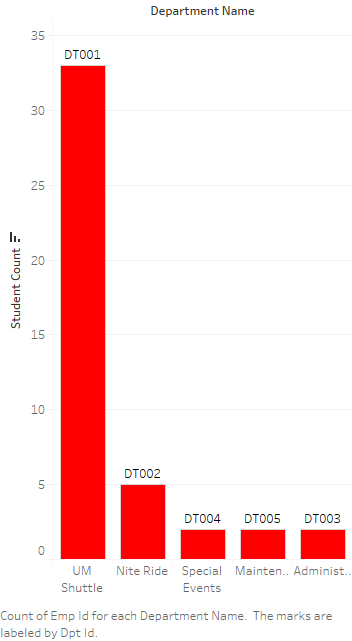 Department Name
35
DT001
30
25
20
Student Count
15
10
DT002
5
DT004 DT005 DT003
0
UM Shuttle
Nite Ride
Special Events
Mainten..
Administ..
Count of Emp Id for each Department Name. The marks are
labeled by Dpt Id.